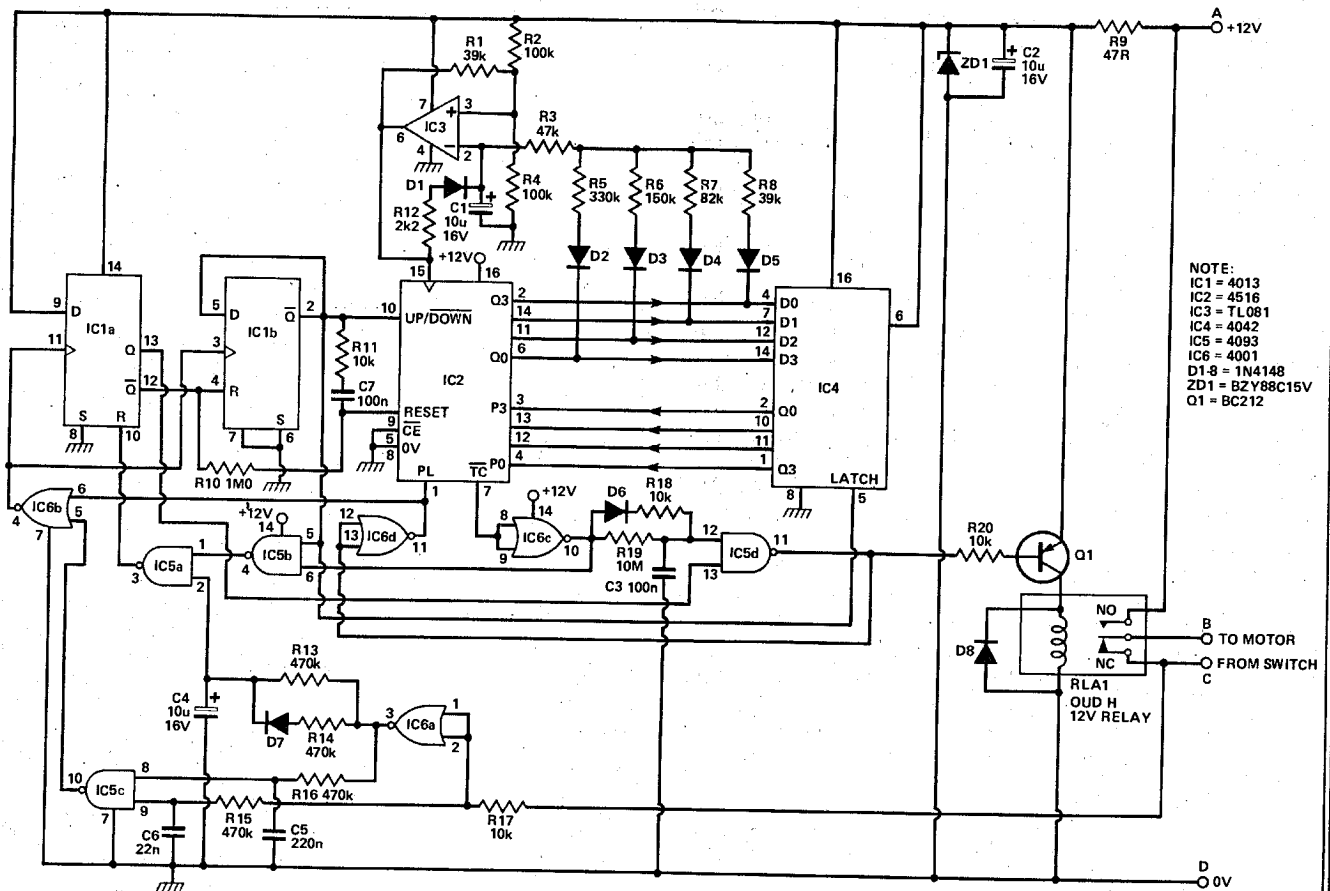 A
+12V
R9
47R
R2
100k
R1
39k
7
3
+
IC3
6
4
−
2
R3
47k
ZD1
+
C2
10u
16V
D1
+
C1
10u
16V
R12
2k2
R4
100k
R5
330k
R6
150k
R7
82k
R8
39k
D2
D3
D4
D5
+12V
16
15
14
9
D
IC1a
11
Q
13
Q
12
S
R
8
10
5
D
Q
2
IC1b
3
4
R
S
7
6
10
UP/DOWN
R11
10k
C7
100n
IC2
RESET
9
CE
5
0V
8
PL
1
TC
7
Q3
2
14
11
Q0
6
P3
3
13
12
P0
4
16
4
D0
7
D1
12
D2
14
D3
6
IC4
2
Q0
10
11
1
Q3
LATCH
8
5
NOTE:
IC1 = 4013
IC2 = 4516
IC3 = TL081
IC4 = 4042
IC5 = 4093
IC6 = 4001
D1-8 = 1N4148
ZD1 = BZY88C15V
Q1 = BC212
R10 1M0
6
IC6b
4
5
7
+12V
14
1
IC5a
3
2
5
IC5b
4
6
12
13
IC6d
11
+12V
8
14
IC6c
10
9
D6
R18
10k
R19
10M
C3 100n
12
11
IC5d
13
R20
10k
Q1
NO
NC
D8
RLA1
OUD H
12V RELAY
B
TO MOTOR
FROM SWITCH
C
R13
470k
C4
10u
16V
+
D7
R14
470k
3
IC6a
1
2
10
IC5c
8
9
7
R16 470k
R15
470k
R17
10k
C6
22n
C5
220n
D
0V